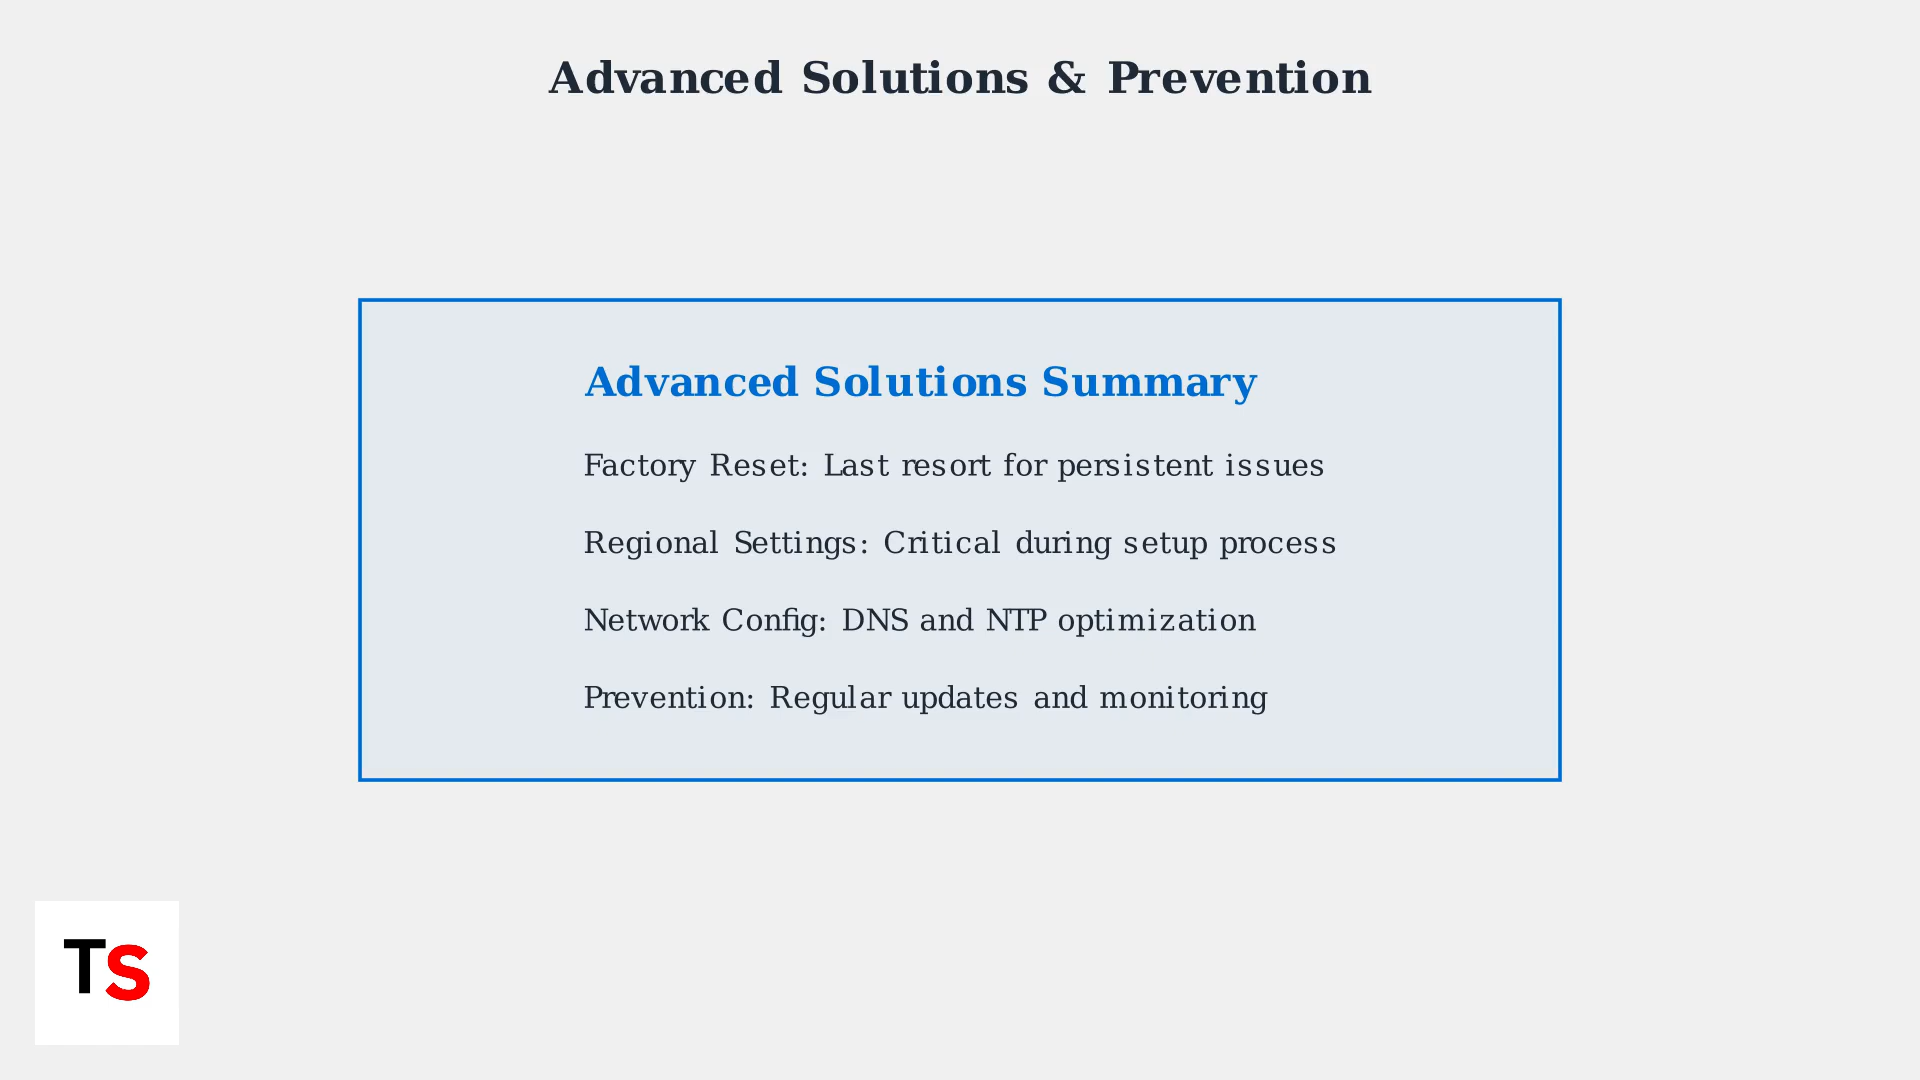 Advanced Solutions & Prevention
Advanced Solutions Summary
Factory Reset: Last resort for persistent issues
Regional Settings: Critical during setup process
Network Config: DNS and NTP optimization
Prevention: Regular updates and monitoring
TS